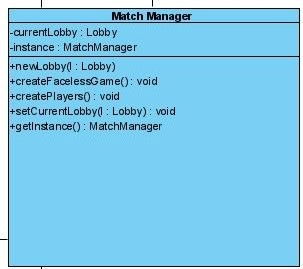 Match Manager
-currentLobby : Lobby
-instance : MatchManager
+newLobby(l : Lobby)
+createFacelessGame() : void
+createPlayers() : void
+setCurrentLobby(l : Lobby) : void
+getInstance() : MatchManager